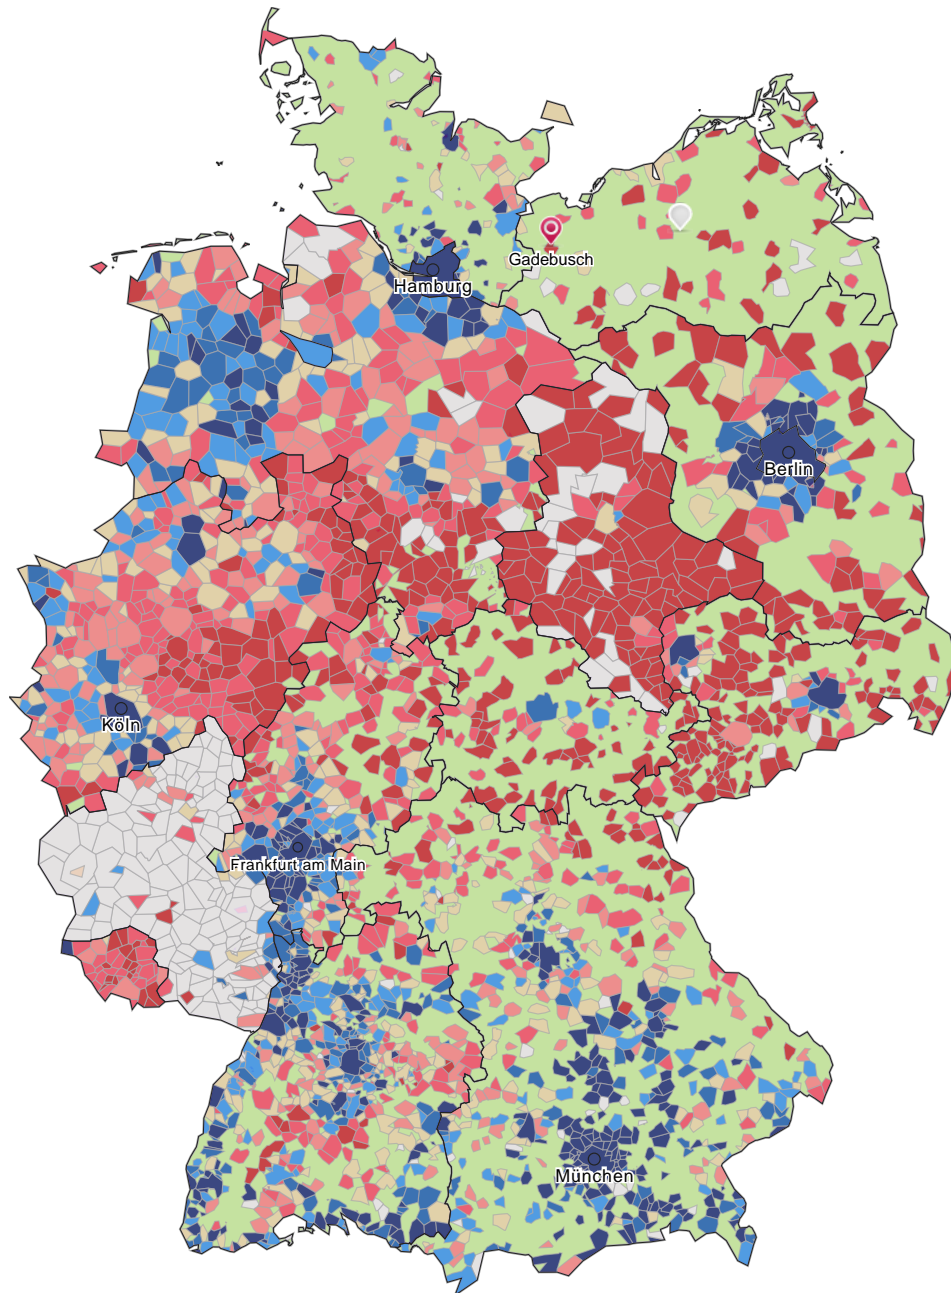 Gadebusch
Hamburg
Berlin
Köln
Frankfurt am Main
München